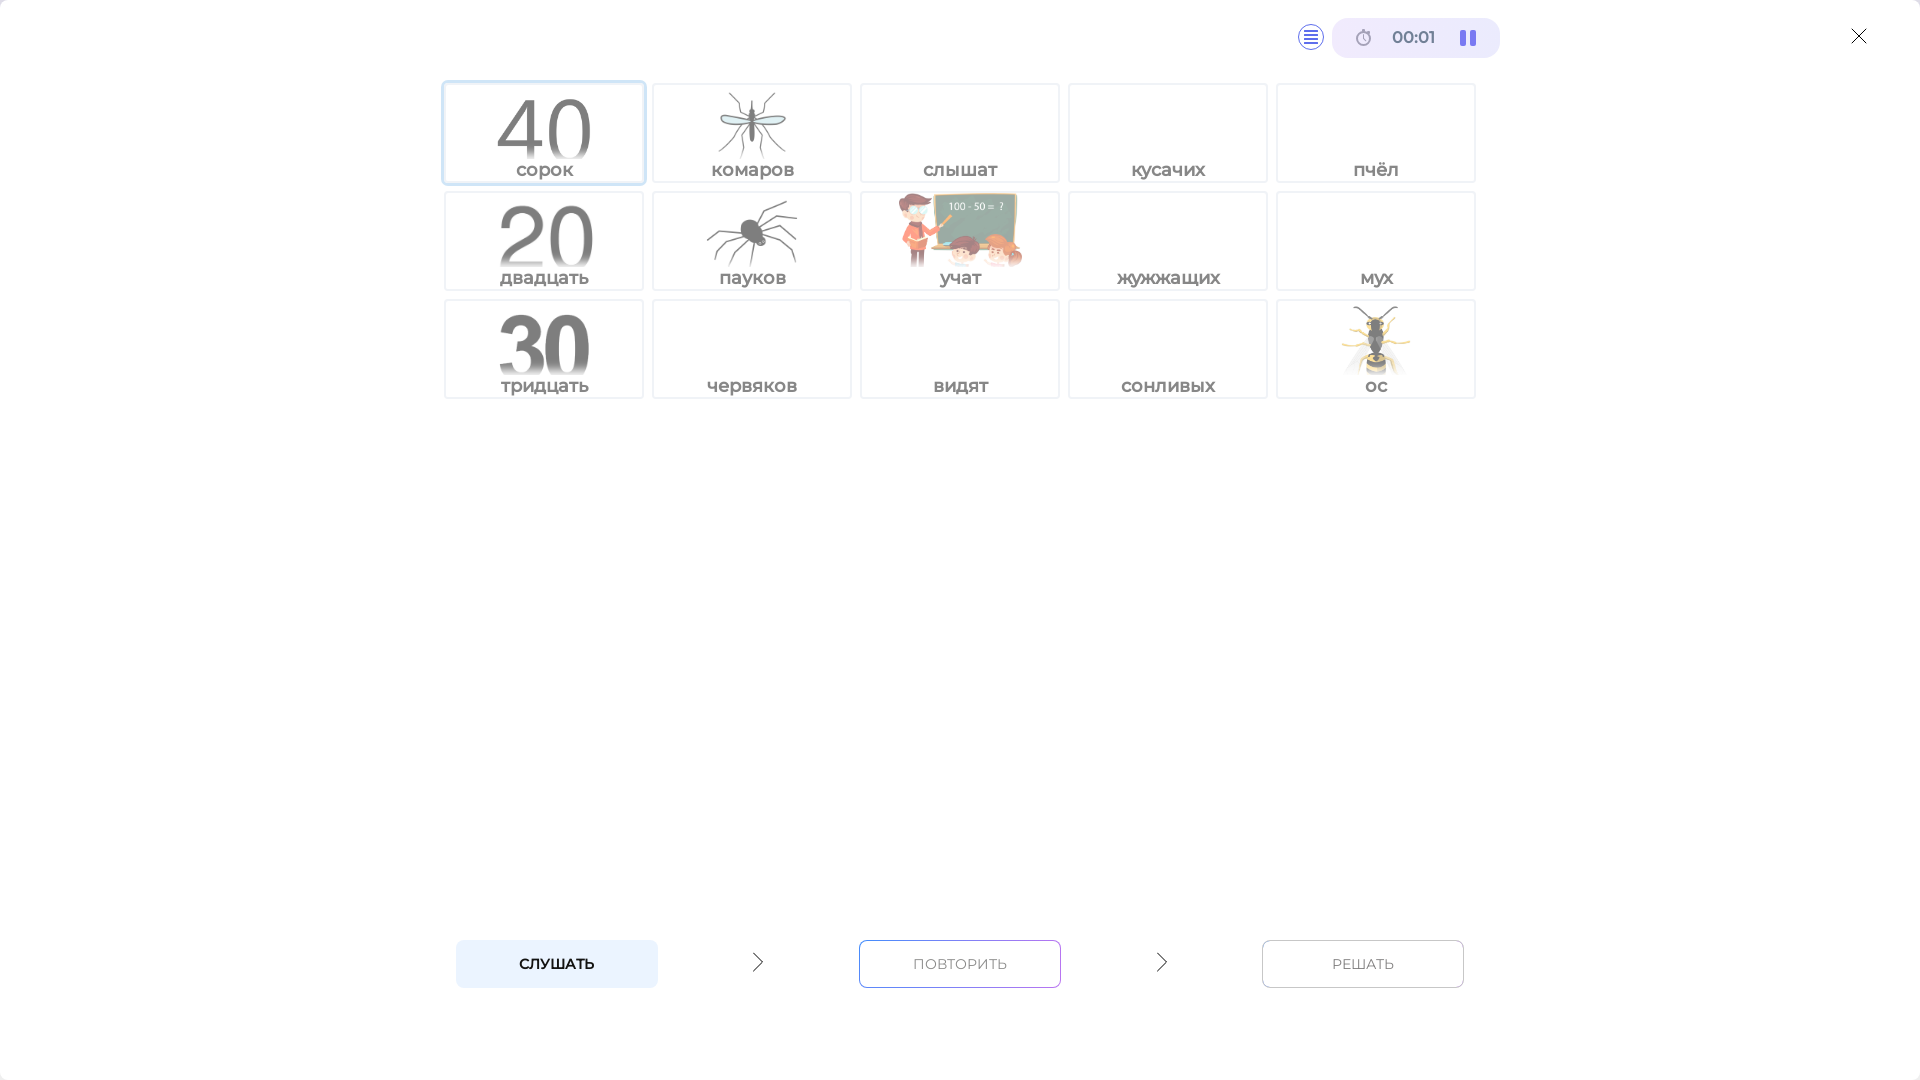 00:01
40
сорок
комаров
слышат
кусачих
пчёл
20
двадцать
пауков
100 - 50 = ?
учат
жужжащих
мух
30
тридцать
червяков
видят
сонливых
ос
СЛУШАТЬ
ПОВТОРИТЬ
РЕШАТЬ